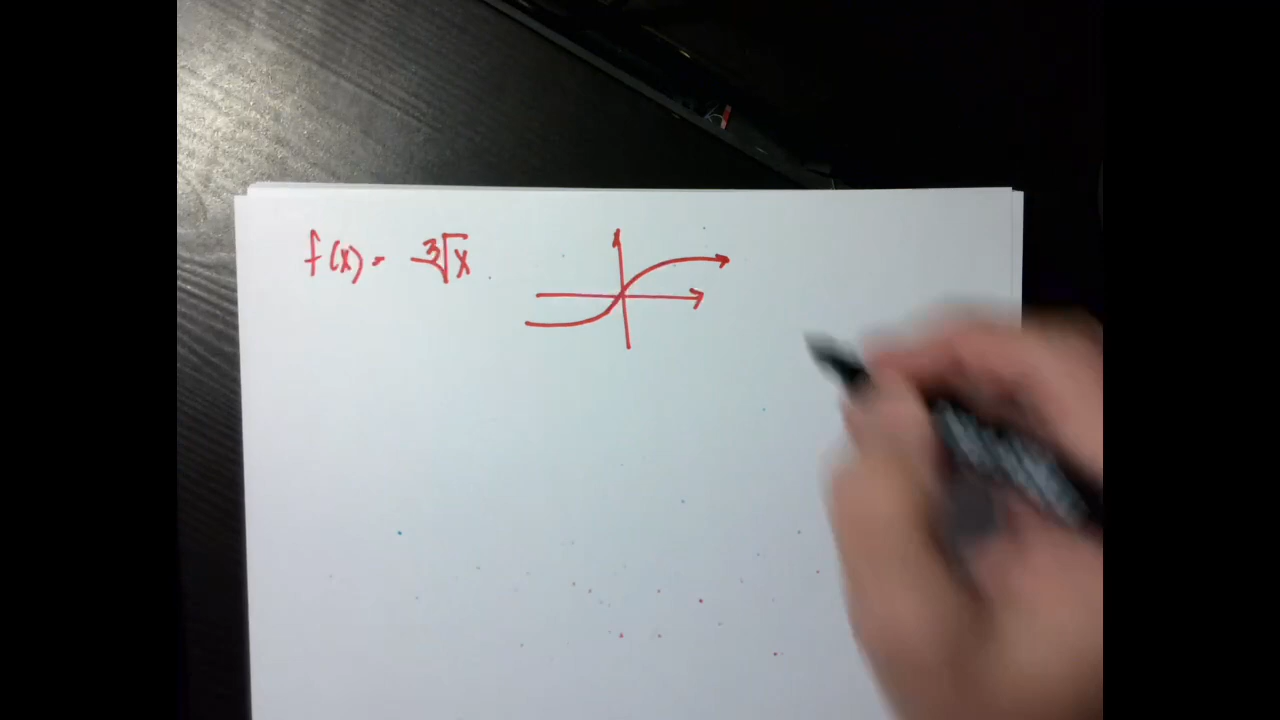 f(x) = ∛x